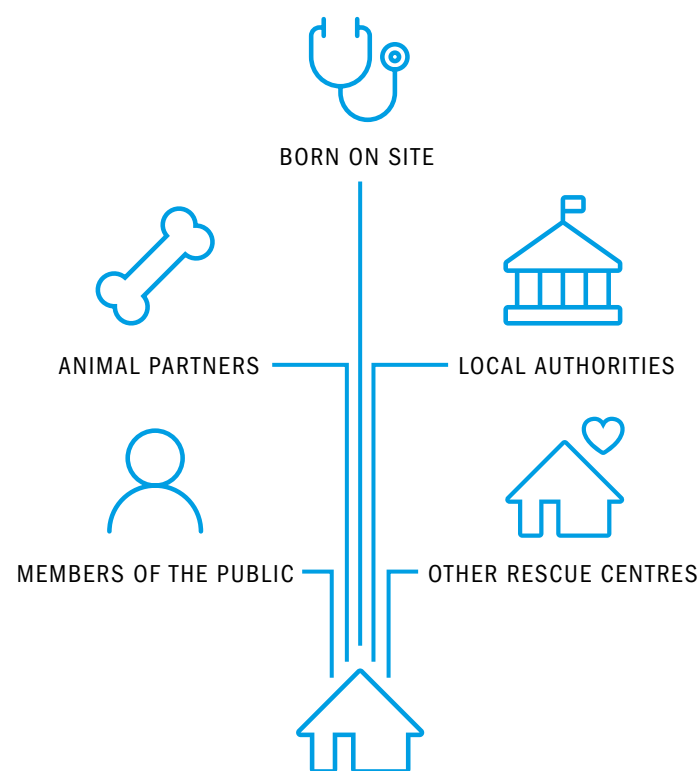 BORN ON SITE
ANIMAL PARTNERS
LOCAL AUTHORITIES
MEMBERS OF THE PUBLIC
OTHER RESCUE CENTRES